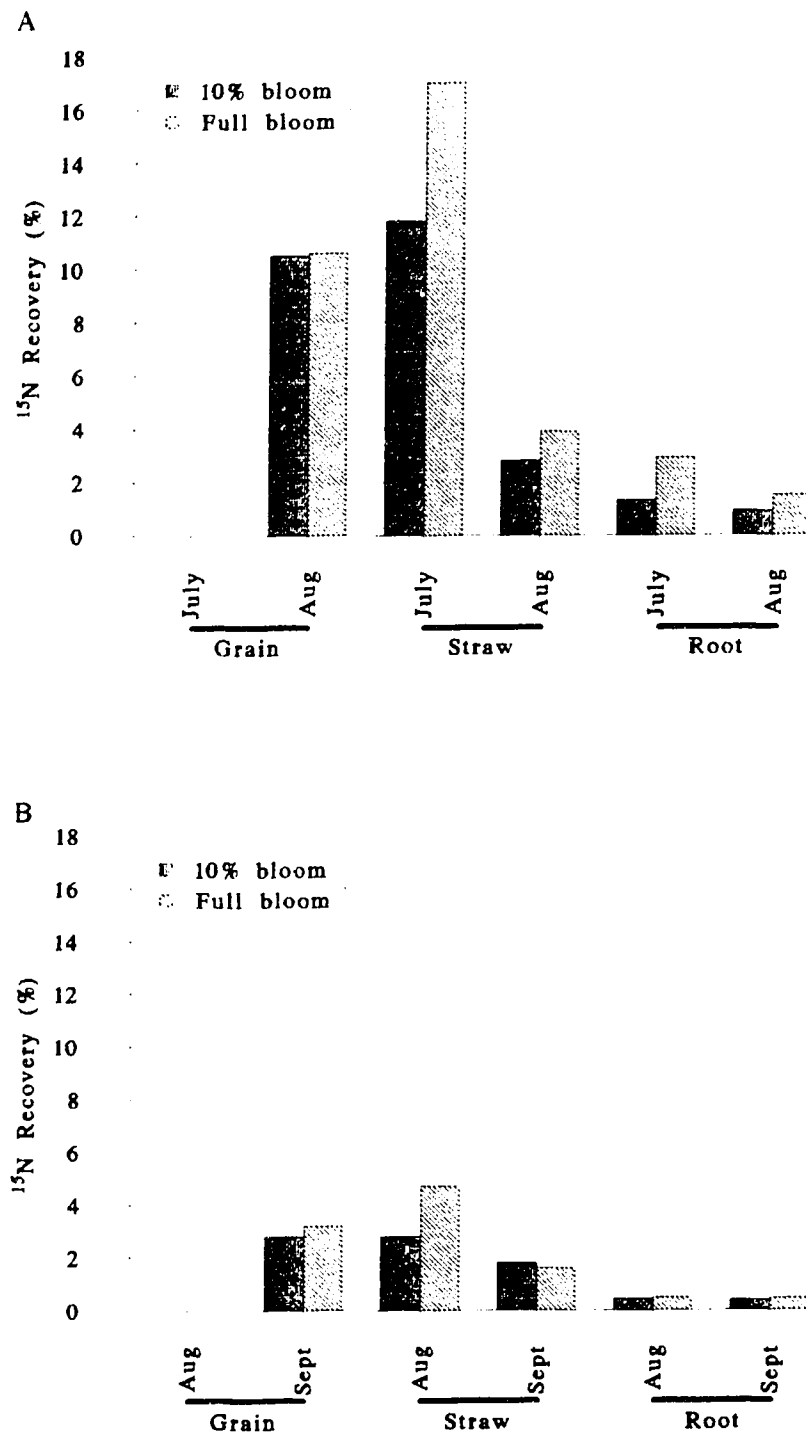 A
18
16
14
12
10
8
6
4
2
0
¹⁵N Recovery (%)
10% bloom
Full bloom
July
Aug
July
Aug
July
Aug
Grain
Straw
Root
B
18
16
14
12
10
8
6
4
2
0
¹⁵N Recovery (%)
10% bloom
Full bloom
Aug
Sept
Aug
Sept
Aug
Sept
Grain
Straw
Root